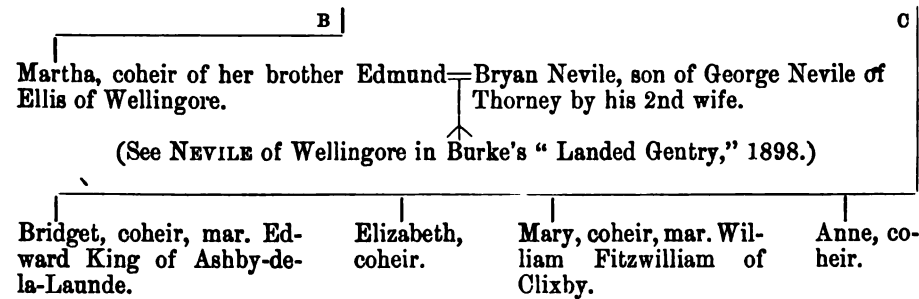 B C
Martha, coheir of her brother Edmund=Bryan Nevile, son of George Nevile of
Ellis of Wellingore. Thorney by his 2nd wife.
(See NEVILE of Wellingore in Burke's “ Landed Gentry,” 1898.)
Bridget, coheir, mar. Ed-
ward King of Ashby-de-
la-Launde.
Elizabeth,
coheir.
Mary, coheir, mar. Wil-
liam Fitzwilliam of
Clixby.
Anne, co-
heir.